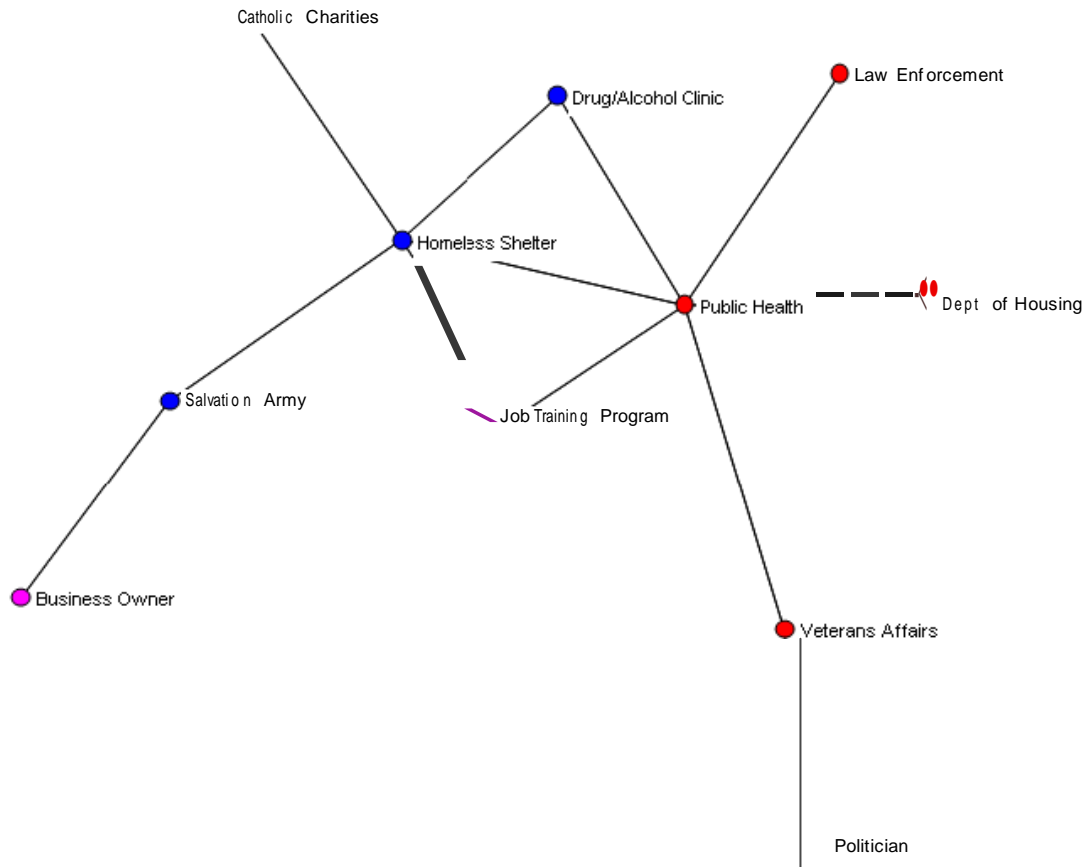 Catholic Charities
Law Enforcement
Drug/Alcohol Clinic
Homeless Shelter
Public Health
Dept of Housing
Salvation Army
Job Training Program
Business Owner
Veterans Affairs
Politician